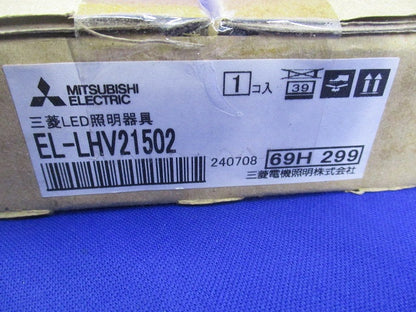 MITSUBISHI
ELECTRIC
1コ入
39
三菱LED照明器具
EL-LHV21502
240708
69H 299
三菱電機照明株式会社